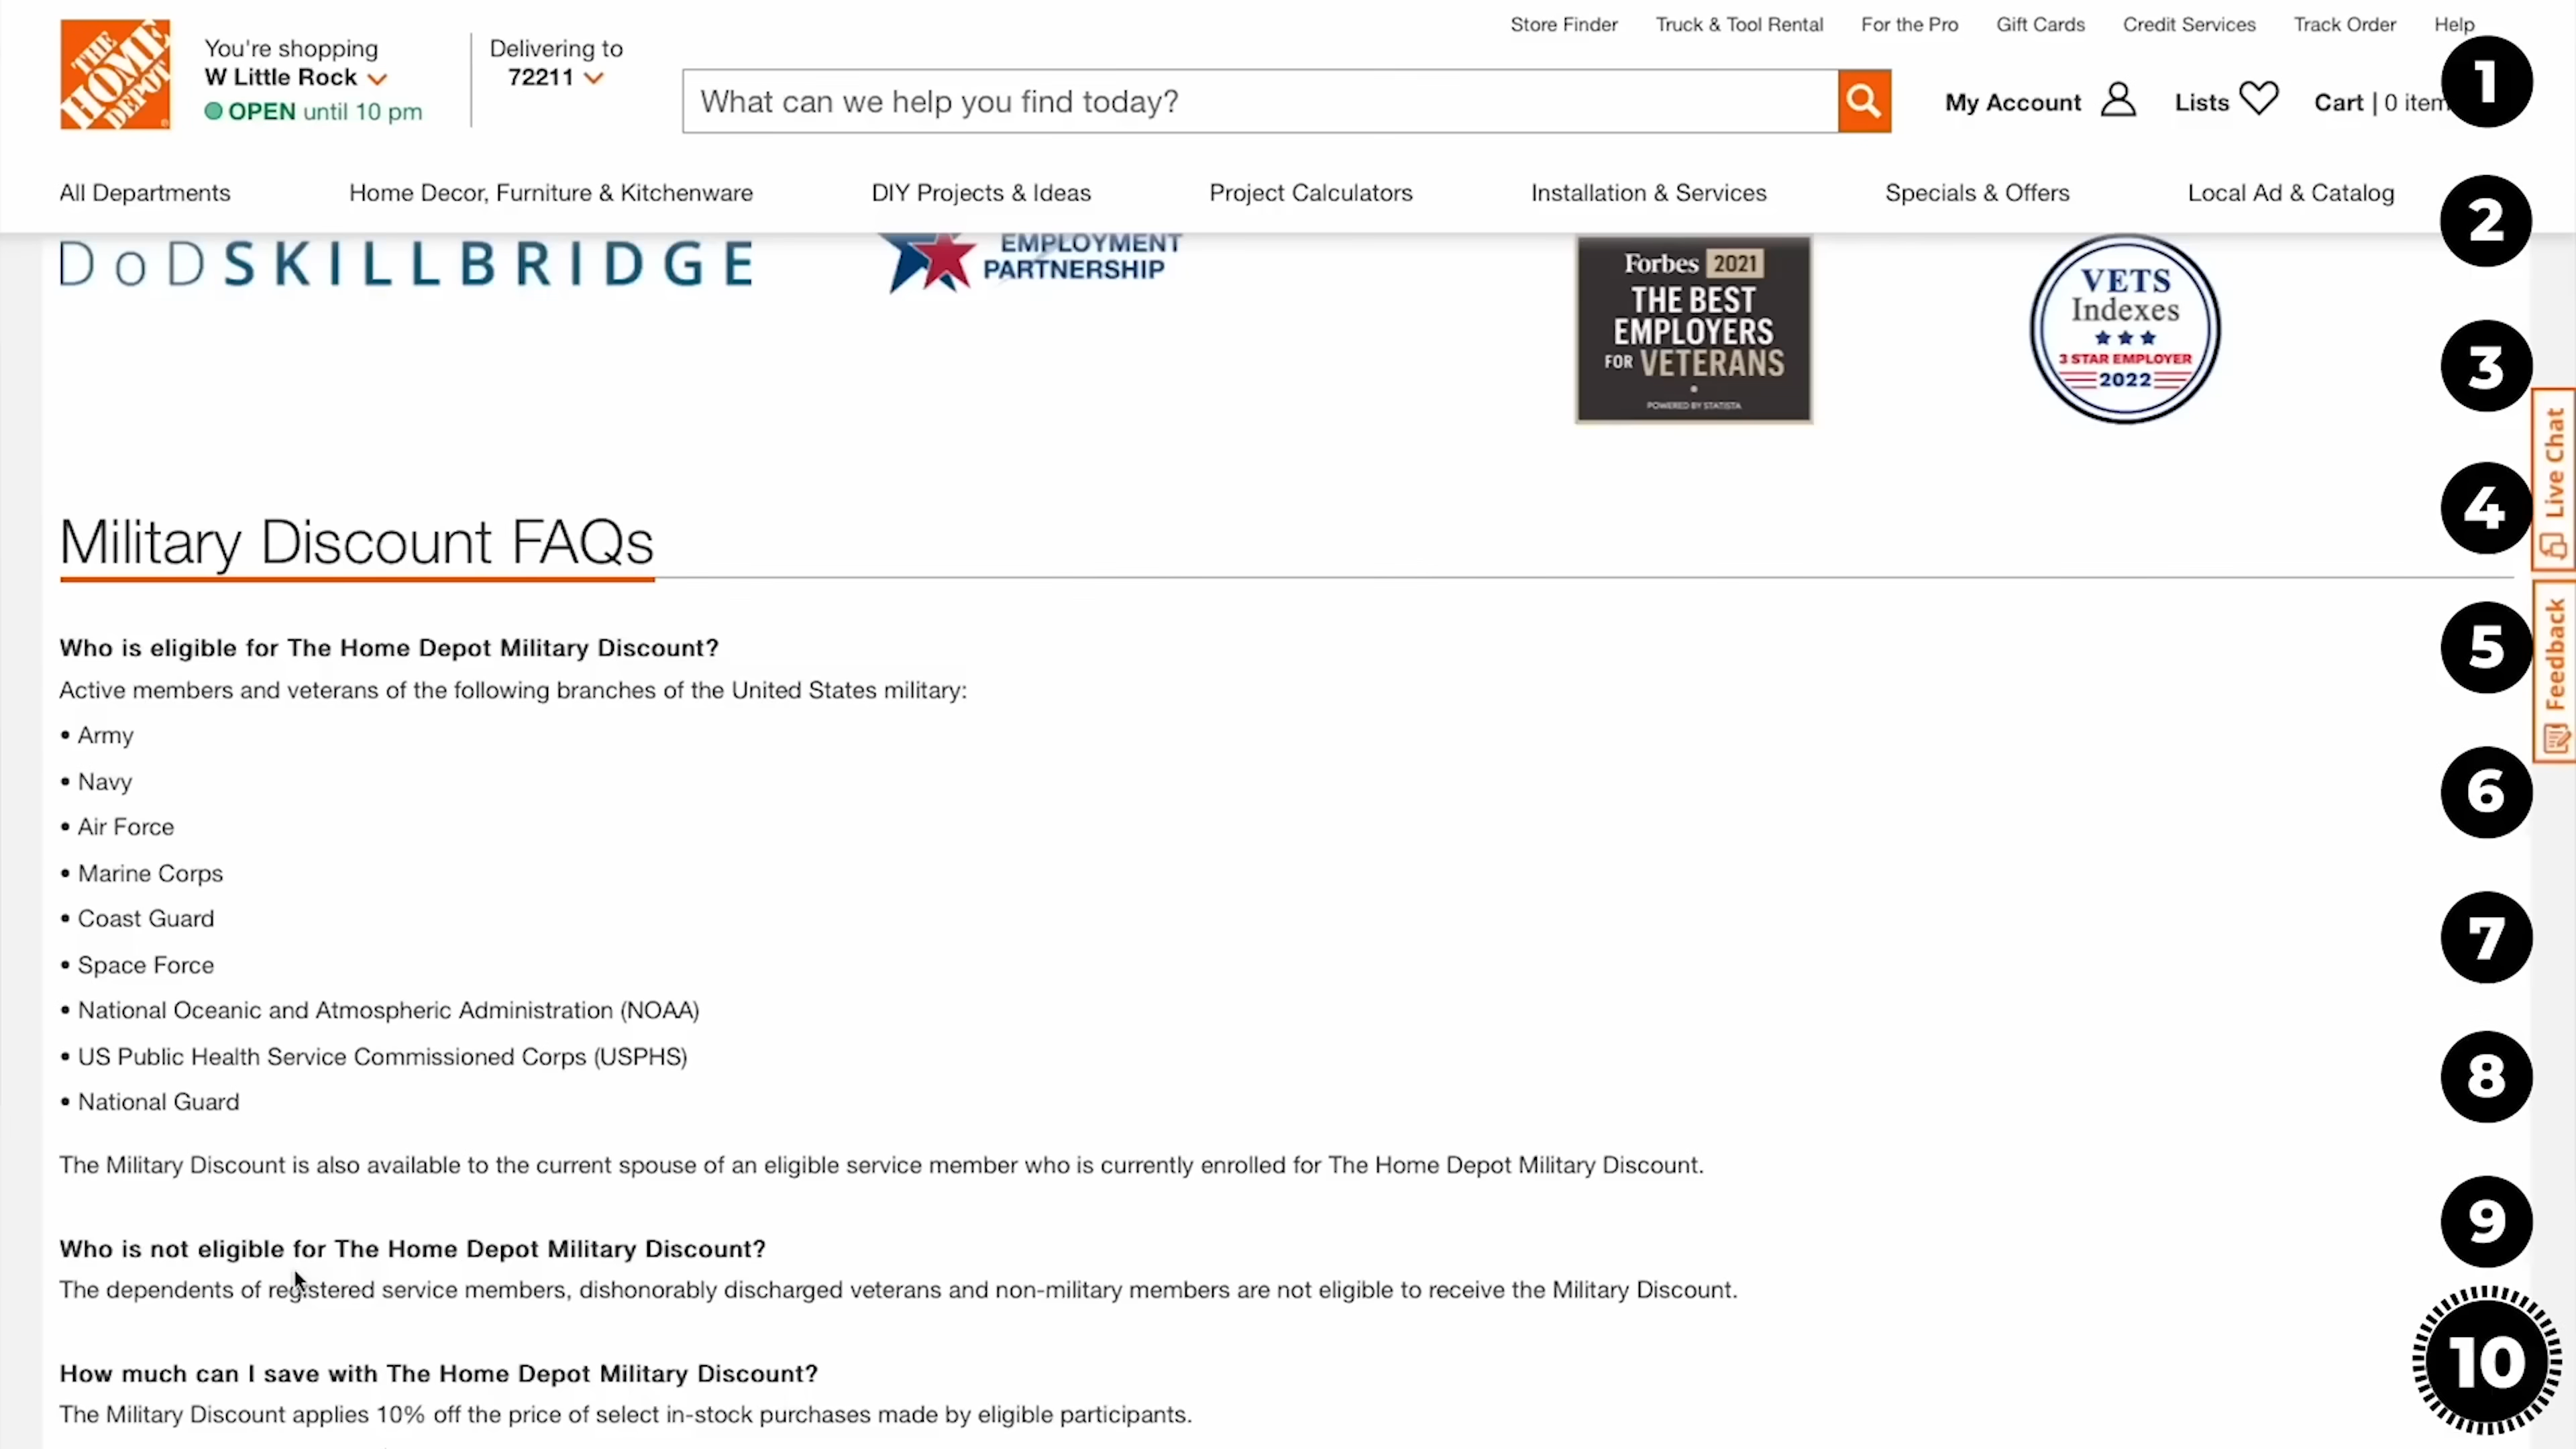 Store Finder Truck & Tool Rental For the Pro Gift Cards Credit Services Track Order Help
THE HOME DEPOT
You're shopping
W Little Rock
OPEN until 10 pm
Delivering to
72211
What can we help you find today?
My Account Lists Cart | 0 item
All Departments Home Decor, Furniture & Kitchenware DIY Projects & Ideas Project Calculators Installation & Services Specials & Offers Local Ad & Catalog
DoD SKILLBRIDGE
EMPLOYMENT
PARTNERSHIP
Forbes 2021
THE BEST
EMPLOYERS
FOR VETERANS
POWERED BY STATISTA
VETS
Indexes
3 STAR EMPLOYER
2022
Military Discount FAQs
Who is eligible for The Home Depot Military Discount?
Active members and veterans of the following branches of the United States military:
• Army
• Navy
• Air Force
• Marine Corps
• Coast Guard
• Space Force
• National Oceanic and Atmospheric Administration (NOAA)
• US Public Health Service Commissioned Corps (USPHS)
• National Guard
The Military Discount is also available to the current spouse of an eligible service member who is currently enrolled for The Home Depot Military Discount.
Who is not eligible for The Home Depot Military Discount?
The dependents of registered service members, dishonorably discharged veterans and non-military members are not eligible to receive the Military Discount.
How much can I save with The Home Depot Military Discount?
The Military Discount applies 10% off the price of select in-stock purchases made by eligible participants.
1
2
3
4
5
6
7
8
9
10
Live Chat
Feedback